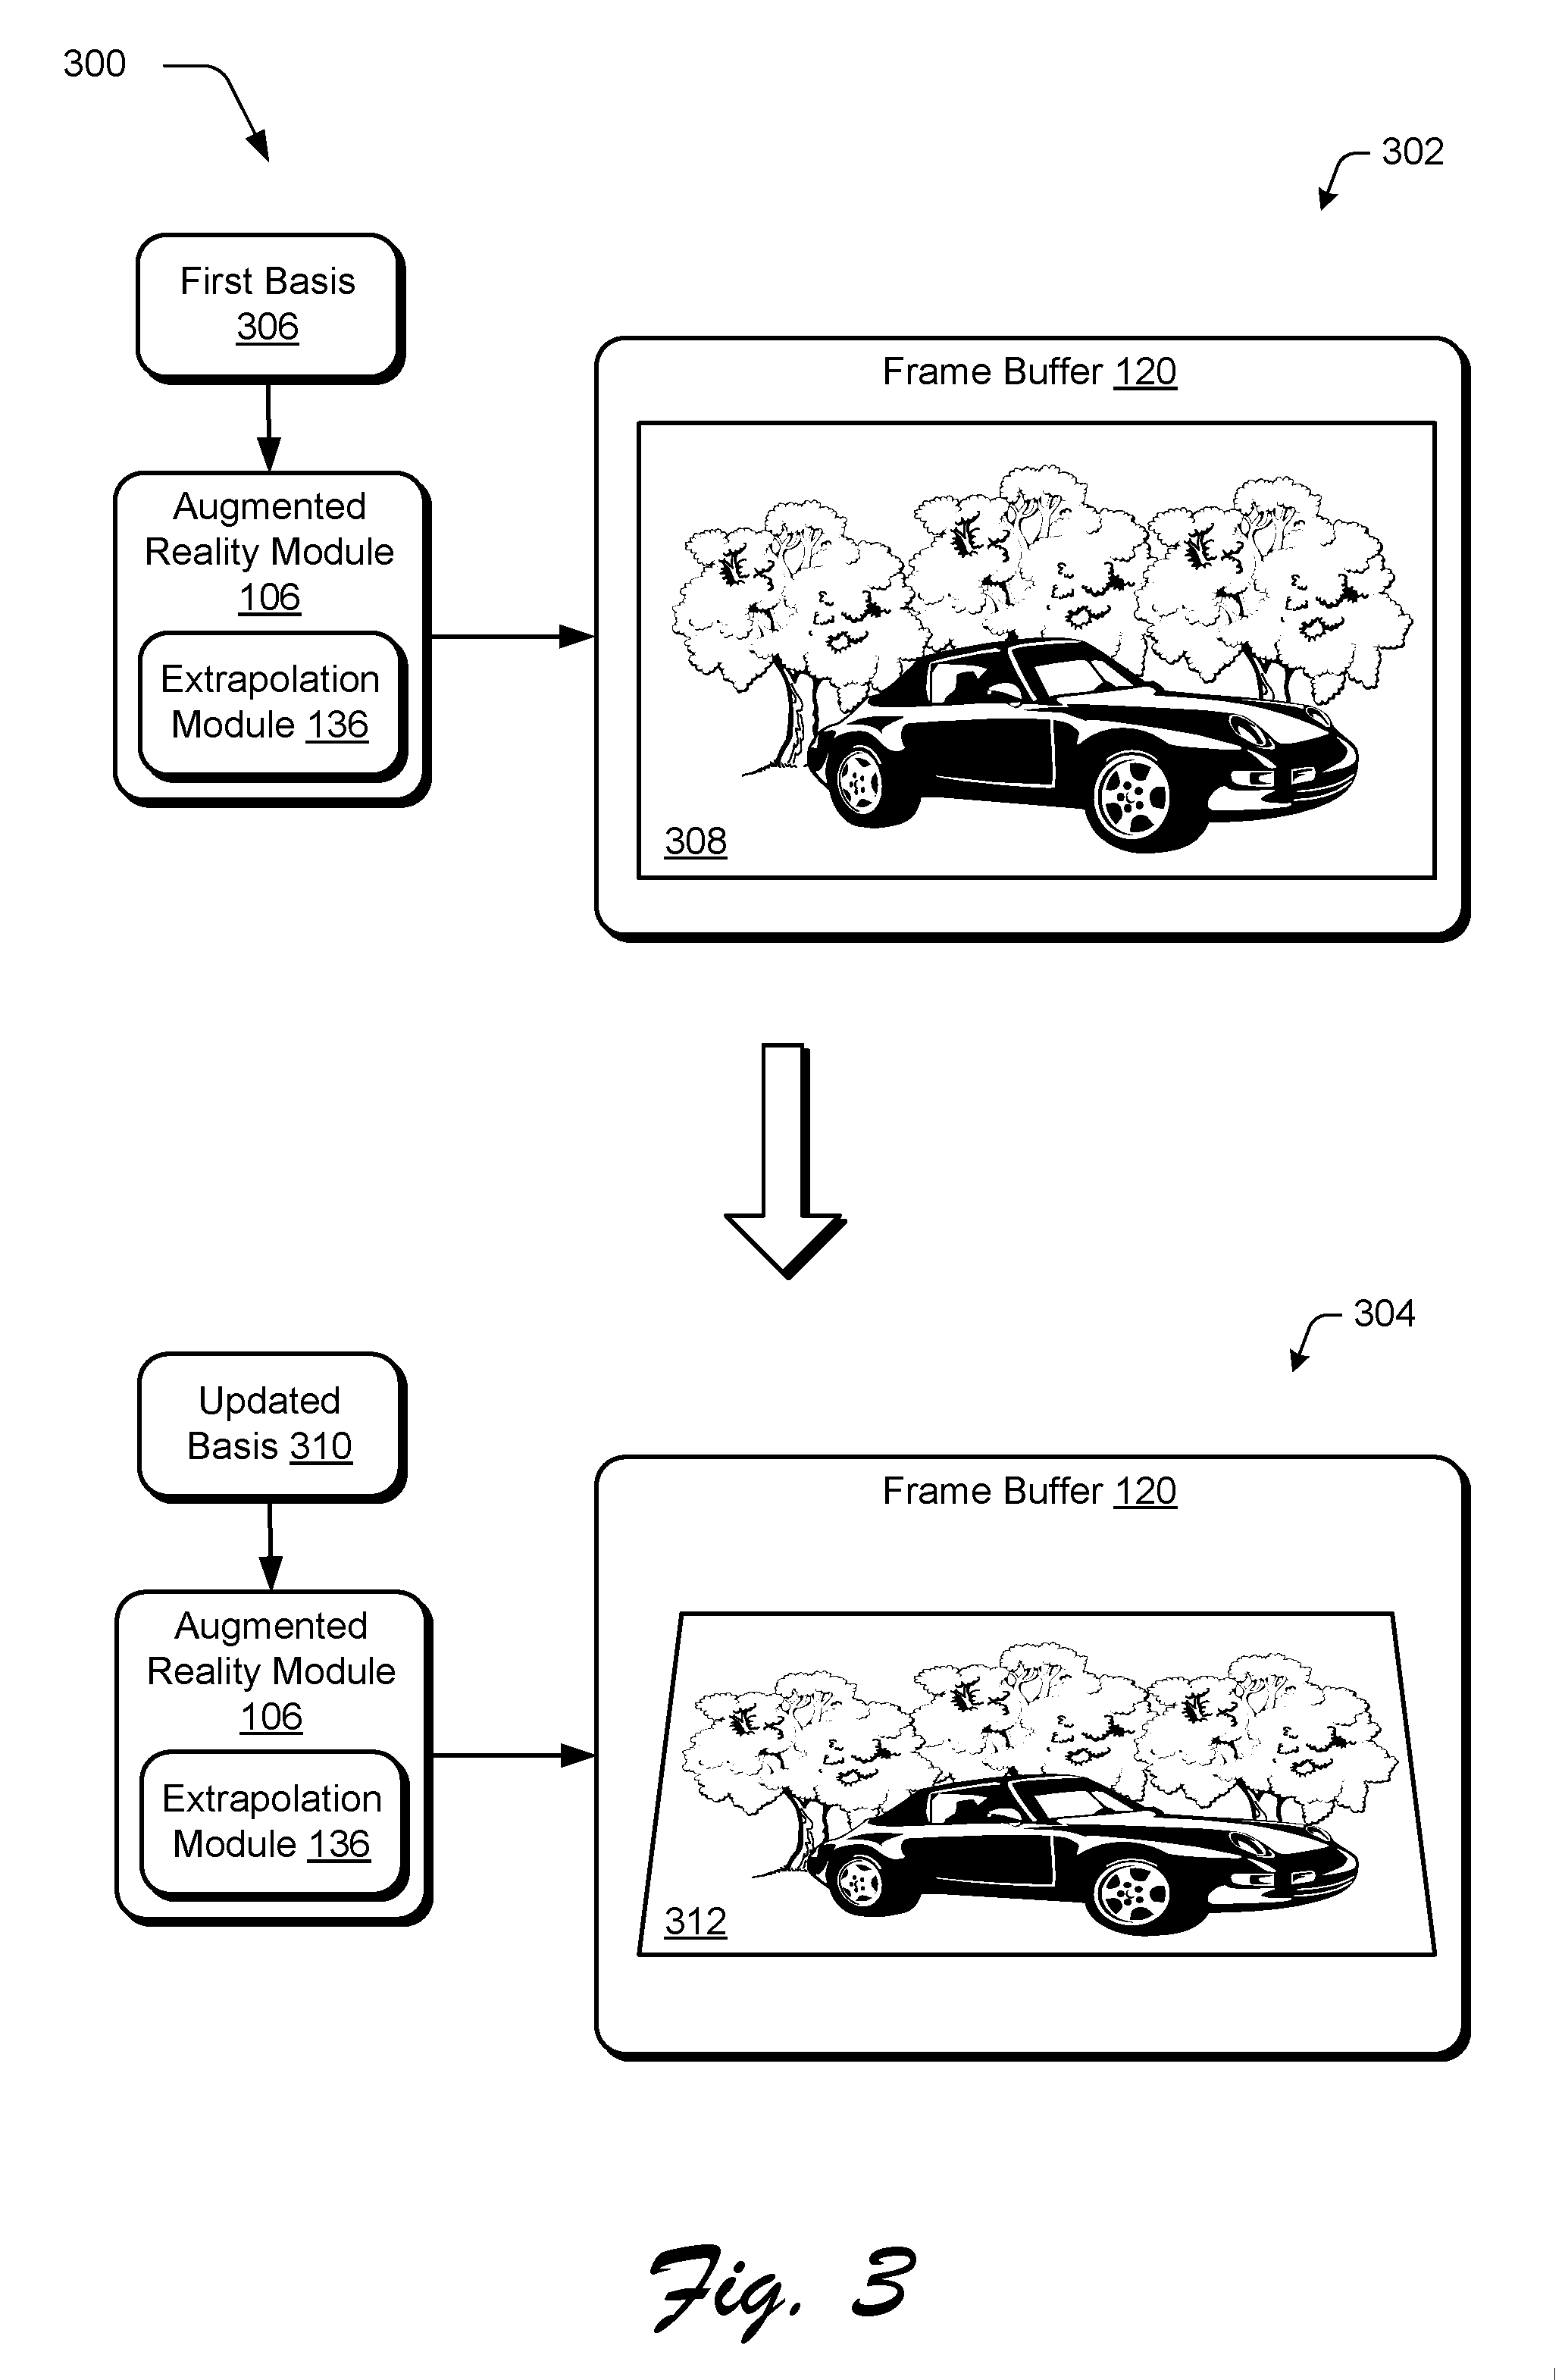 300
302
First Basis
306
Frame Buffer 120
Augmented
Reality Module
106
Extrapolation
Module 136
308
304
Updated
Basis 310
Frame Buffer 120
Augmented
Reality Module
106
Extrapolation
Module 136
312
Fig. 3